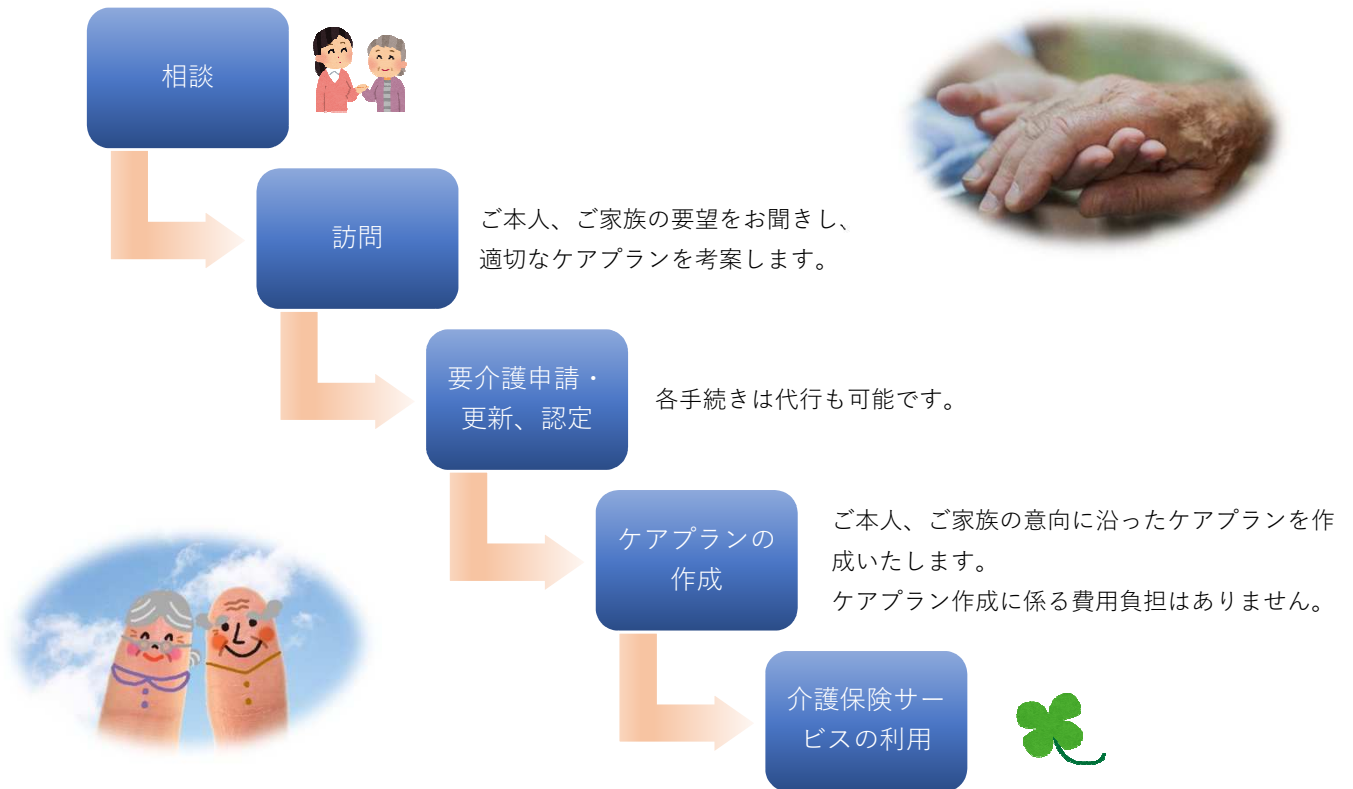 相談
訪問
ご本人、ご家族の要望をお聞きし、
適切なケアプランを考案します。
要介護申請・
更新、認定
各手続きは代行も可能です。
ケアプランの
作成
ご本人、ご家族の意向に沿ったケアプランを作
成いたします。
ケアプラン作成に係る費用負担はありません。
介護保険サー
ビスの利用